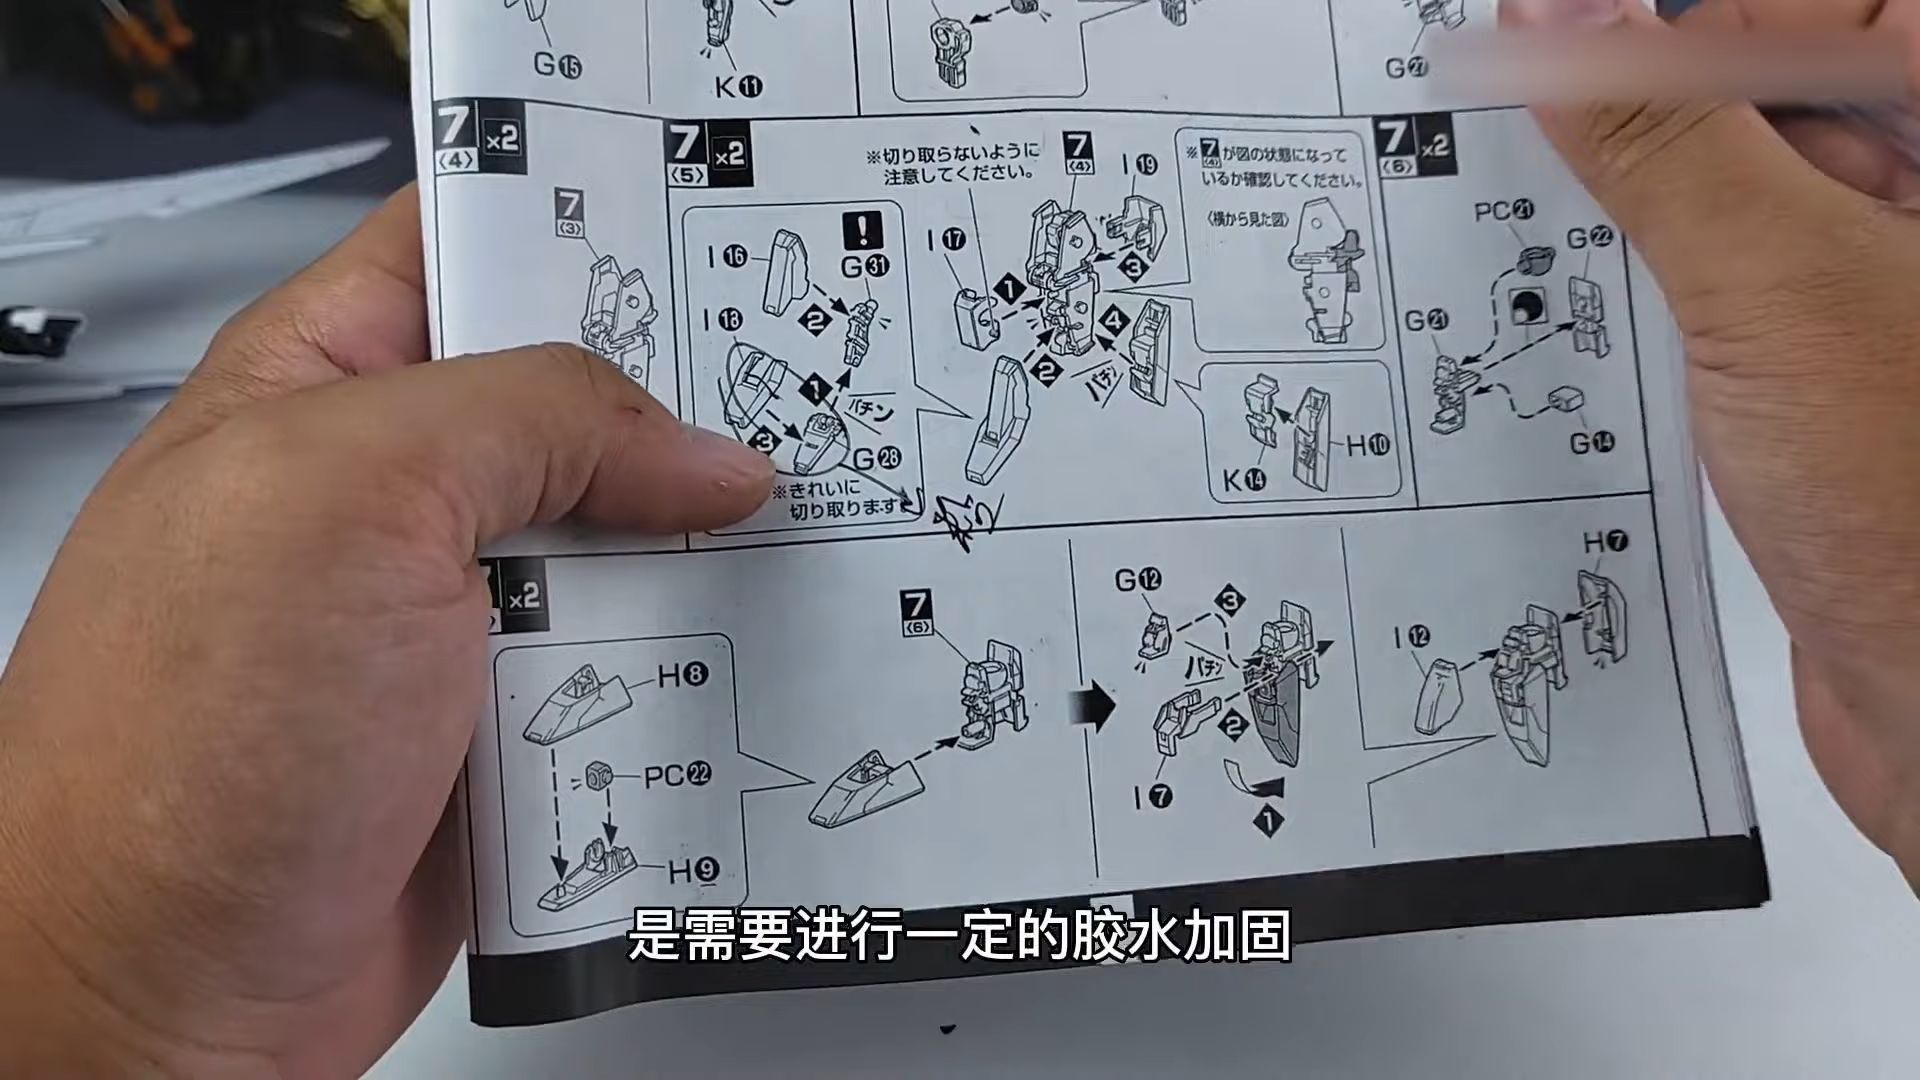 G⑮
K⑪
G㉗
7 ×2
〈4〉
7
〈3〉
7 ×2
〈5〉
※切り取らないように
注意してください。
7
〈4〉
I⑲
I⑰
I⑯
G㉛
I⑱
パチン
G㉘
※きれいに
切り取ります
パチン
※7〈4〉が図の状態になって
いるか確認してください。
〈横から見た図〉
K⑭
H⑩
7 ×2
〈6〉
PC㉑
G㉒
G㉑
G⑭
×2
H❽
PC㉒
H❾
7
〈6〉
G⑫
パチン
I❼
I⑫
H❼
是需要进行一定的胶水加固